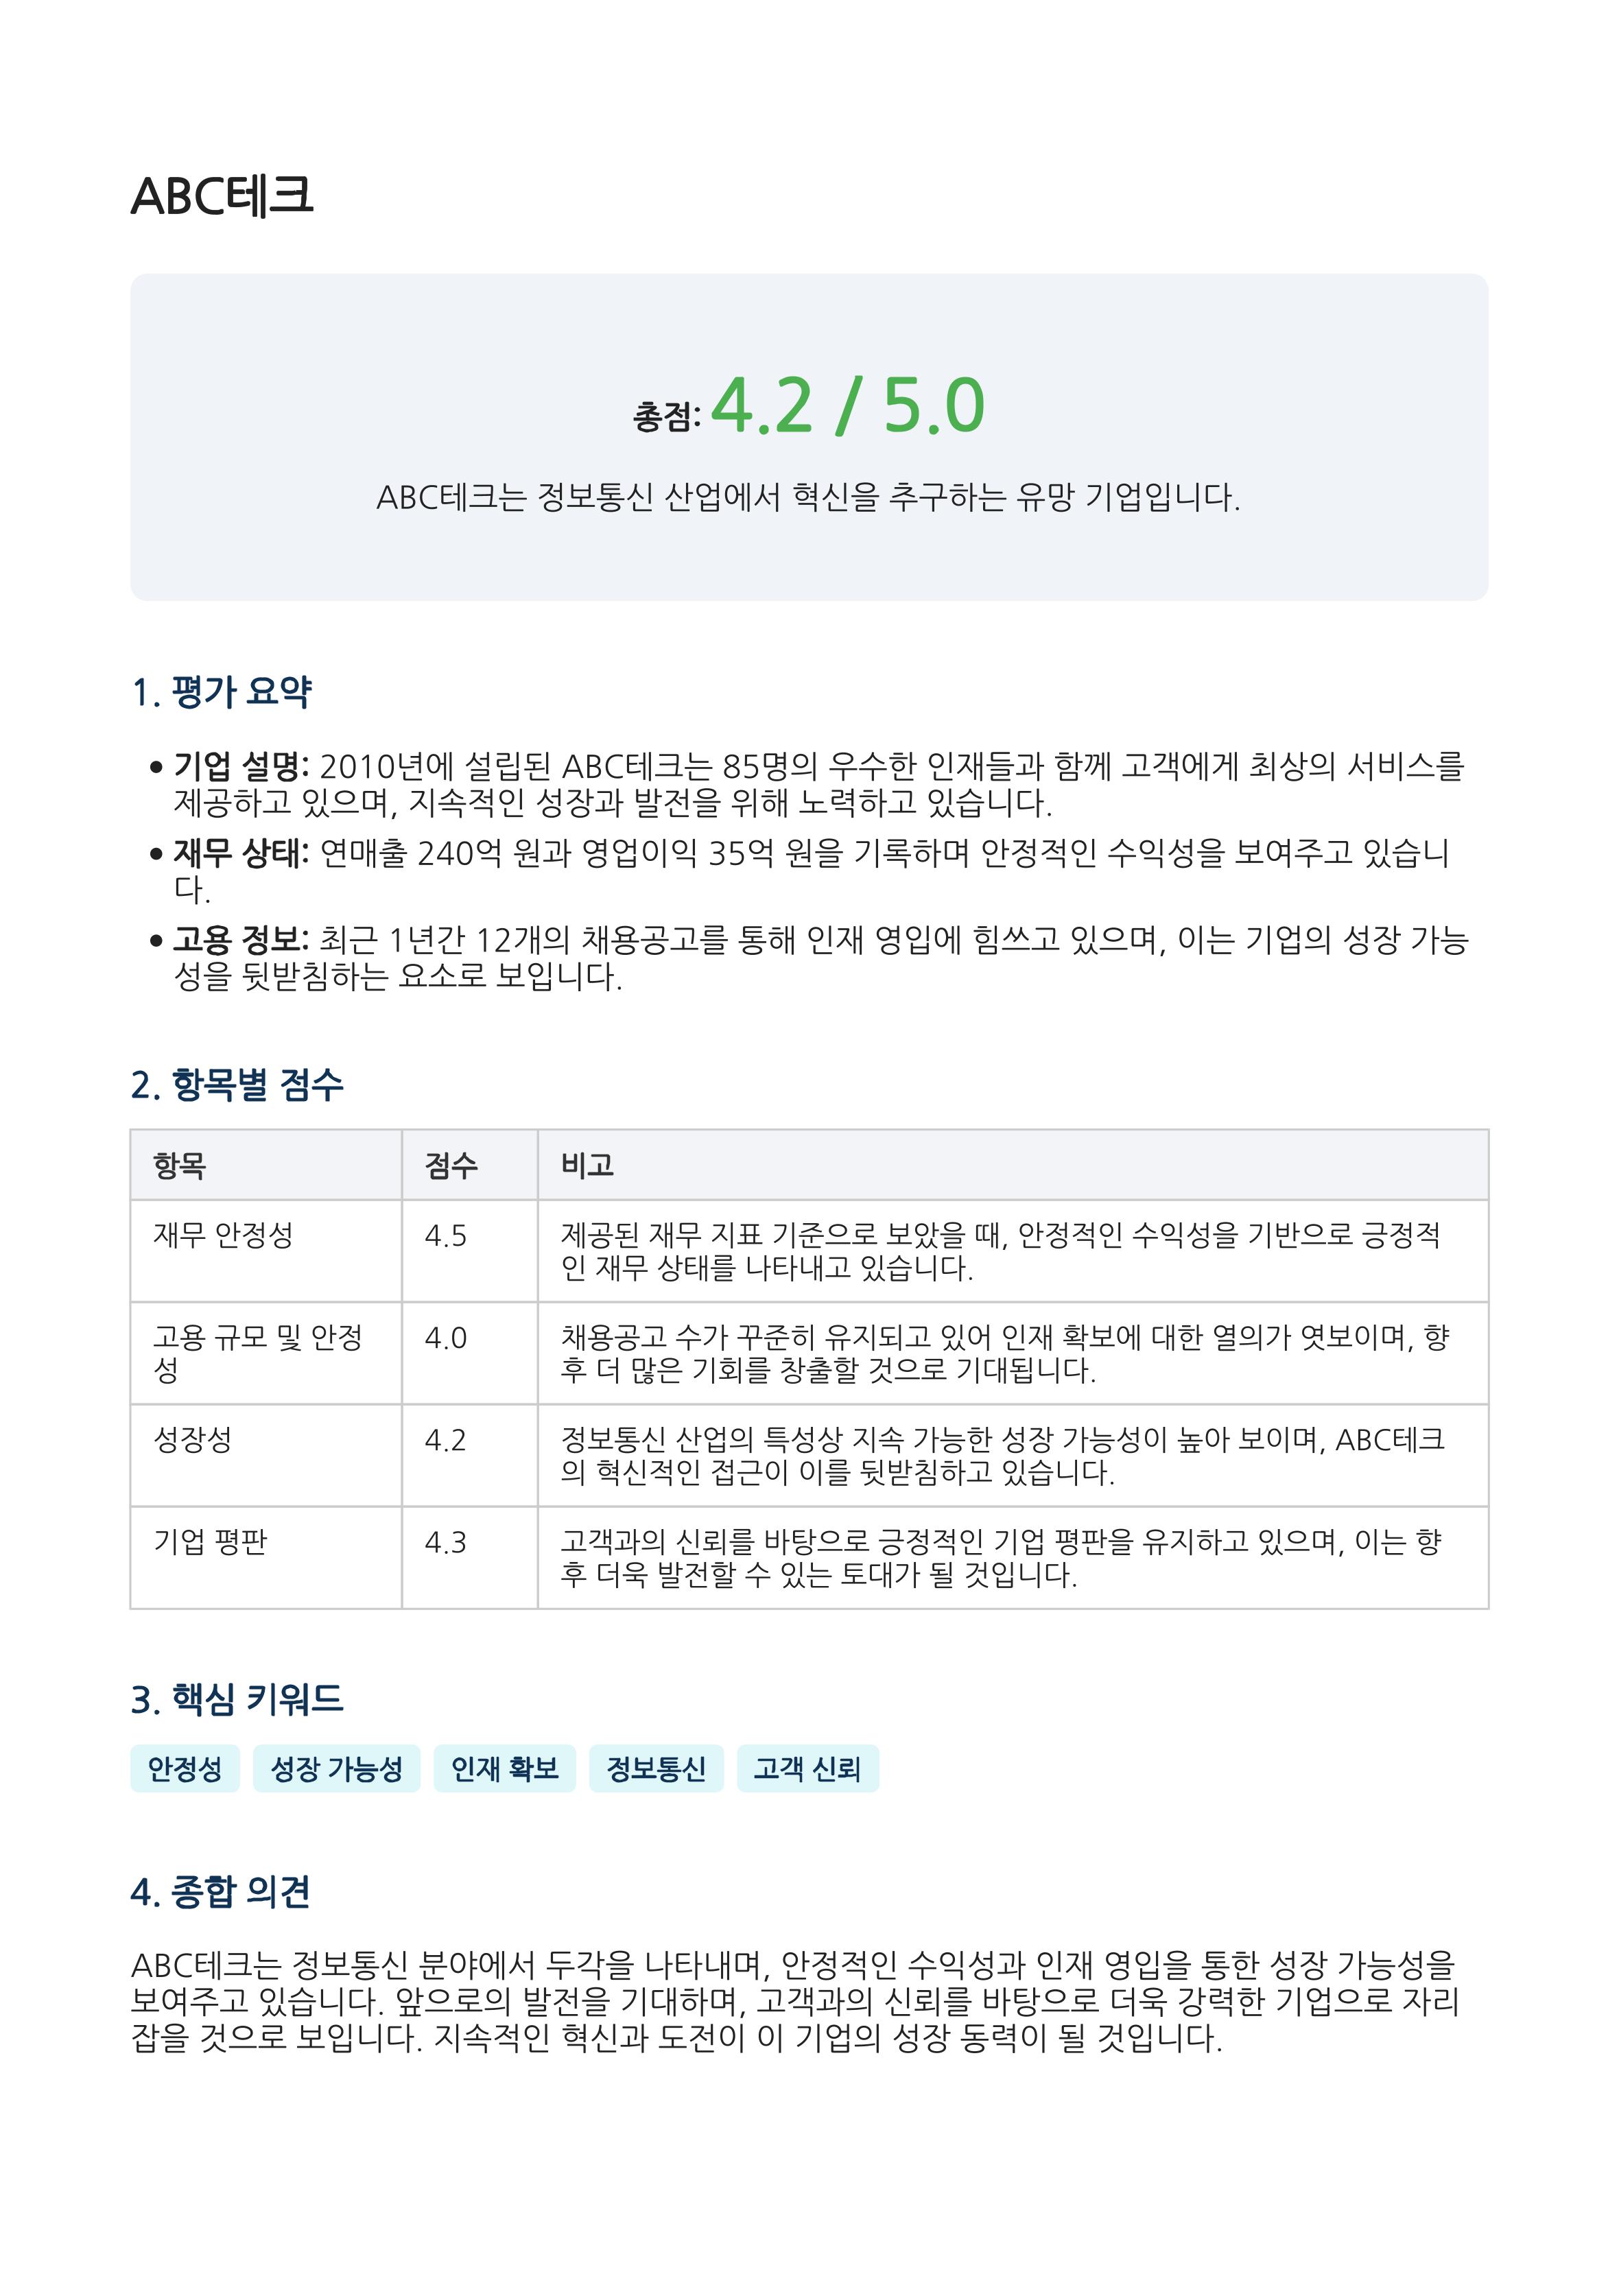 ABC테크
총점: 4.2 / 5.0
ABC테크는 정보통신 산업에서 혁신을 추구하는 유망 기업입니다.
1. 평가 요약
• 기업 설명: 2010년에 설립된 ABC테크는 85명의 우수한 인재들과 함께 고객에게 최상의 서비스를
제공하고 있으며, 지속적인 성장과 발전을 위해 노력하고 있습니다.
• 재무 상태: 연매출 240억 원과 영업이익 35억 원을 기록하며 안정적인 수익성을 보여주고 있습니
다.
• 고용 정보: 최근 1년간 12개의 채용공고를 통해 인재 영입에 힘쓰고 있으며, 이는 기업의 성장 가능
성을 뒷받침하는 요소로 보입니다.
2. 항목별 점수
항목 점수 비고
재무 안정성 4.5 제공된 재무 지표 기준으로 보았을 때, 안정적인 수익성을 기반으로 긍정적
인 재무 상태를 나타내고 있습니다.
고용 규모 및 안정 4.0 채용공고 수가 꾸준히 유지되고 있어 인재 확보에 대한 열의가 엿보이며, 향
성 후 더 많은 기회를 창출할 것으로 기대됩니다.
성장성 4.2 정보통신 산업의 특성상 지속 가능한 성장 가능성이 높아 보이며, ABC테크
의 혁신적인 접근이 이를 뒷받침하고 있습니다.
기업 평판 4.3 고객과의 신뢰를 바탕으로 긍정적인 기업 평판을 유지하고 있으며, 이는 향
후 더욱 발전할 수 있는 토대가 될 것입니다.
3. 핵심 키워드
안정성 성장 가능성 인재 확보 정보통신 고객 신뢰
4. 종합 의견
ABC테크는 정보통신 분야에서 두각을 나타내며, 안정적인 수익성과 인재 영입을 통한 성장 가능성을
보여주고 있습니다. 앞으로의 발전을 기대하며, 고객과의 신뢰를 바탕으로 더욱 강력한 기업으로 자리
잡을 것으로 보입니다. 지속적인 혁신과 도전이 이 기업의 성장 동력이 될 것입니다.